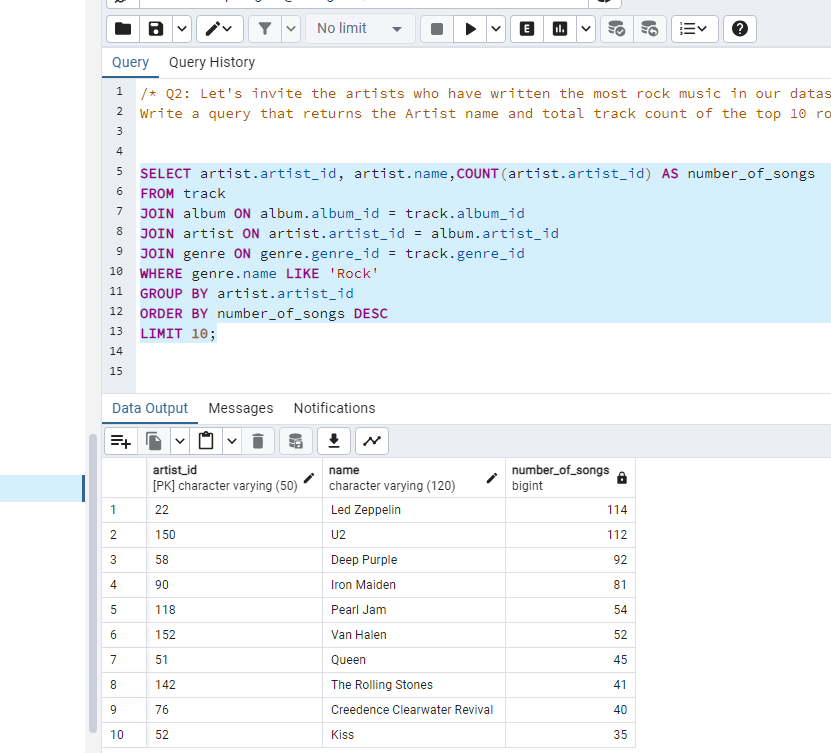 No limit
E
Query Query History
1 /* Q2: Let's invite the artists who have written the most rock music in our datas
2 Write a query that returns the Artist name and total track count of the top 10 ro
3
4
5 SELECT artist.artist_id, artist.name,COUNT(artist.artist_id) AS number_of_songs
6 FROM track
7 JOIN album ON album.album_id = track.album_id
8 JOIN artist ON artist.artist_id = album.artist_id
9 JOIN genre ON genre.genre_id = track.genre_id
10 WHERE genre.name LIKE 'Rock'
11 GROUP BY artist.artist_id
12 ORDER BY number_of_songs DESC
13 LIMIT 10;
14
15
Data Output Messages Notifications
artist_id name number_of_songs
[PK] character varying (50) character varying (120) bigint
1 22 Led Zeppelin 114
2 150 U2 112
3 58 Deep Purple 92
4 90 Iron Maiden 81
5 118 Pearl Jam 54
6 152 Van Halen 52
7 51 Queen 45
8 142 The Rolling Stones 41
9 76 Creedence Clearwater Revival 40
10 52 Kiss 35